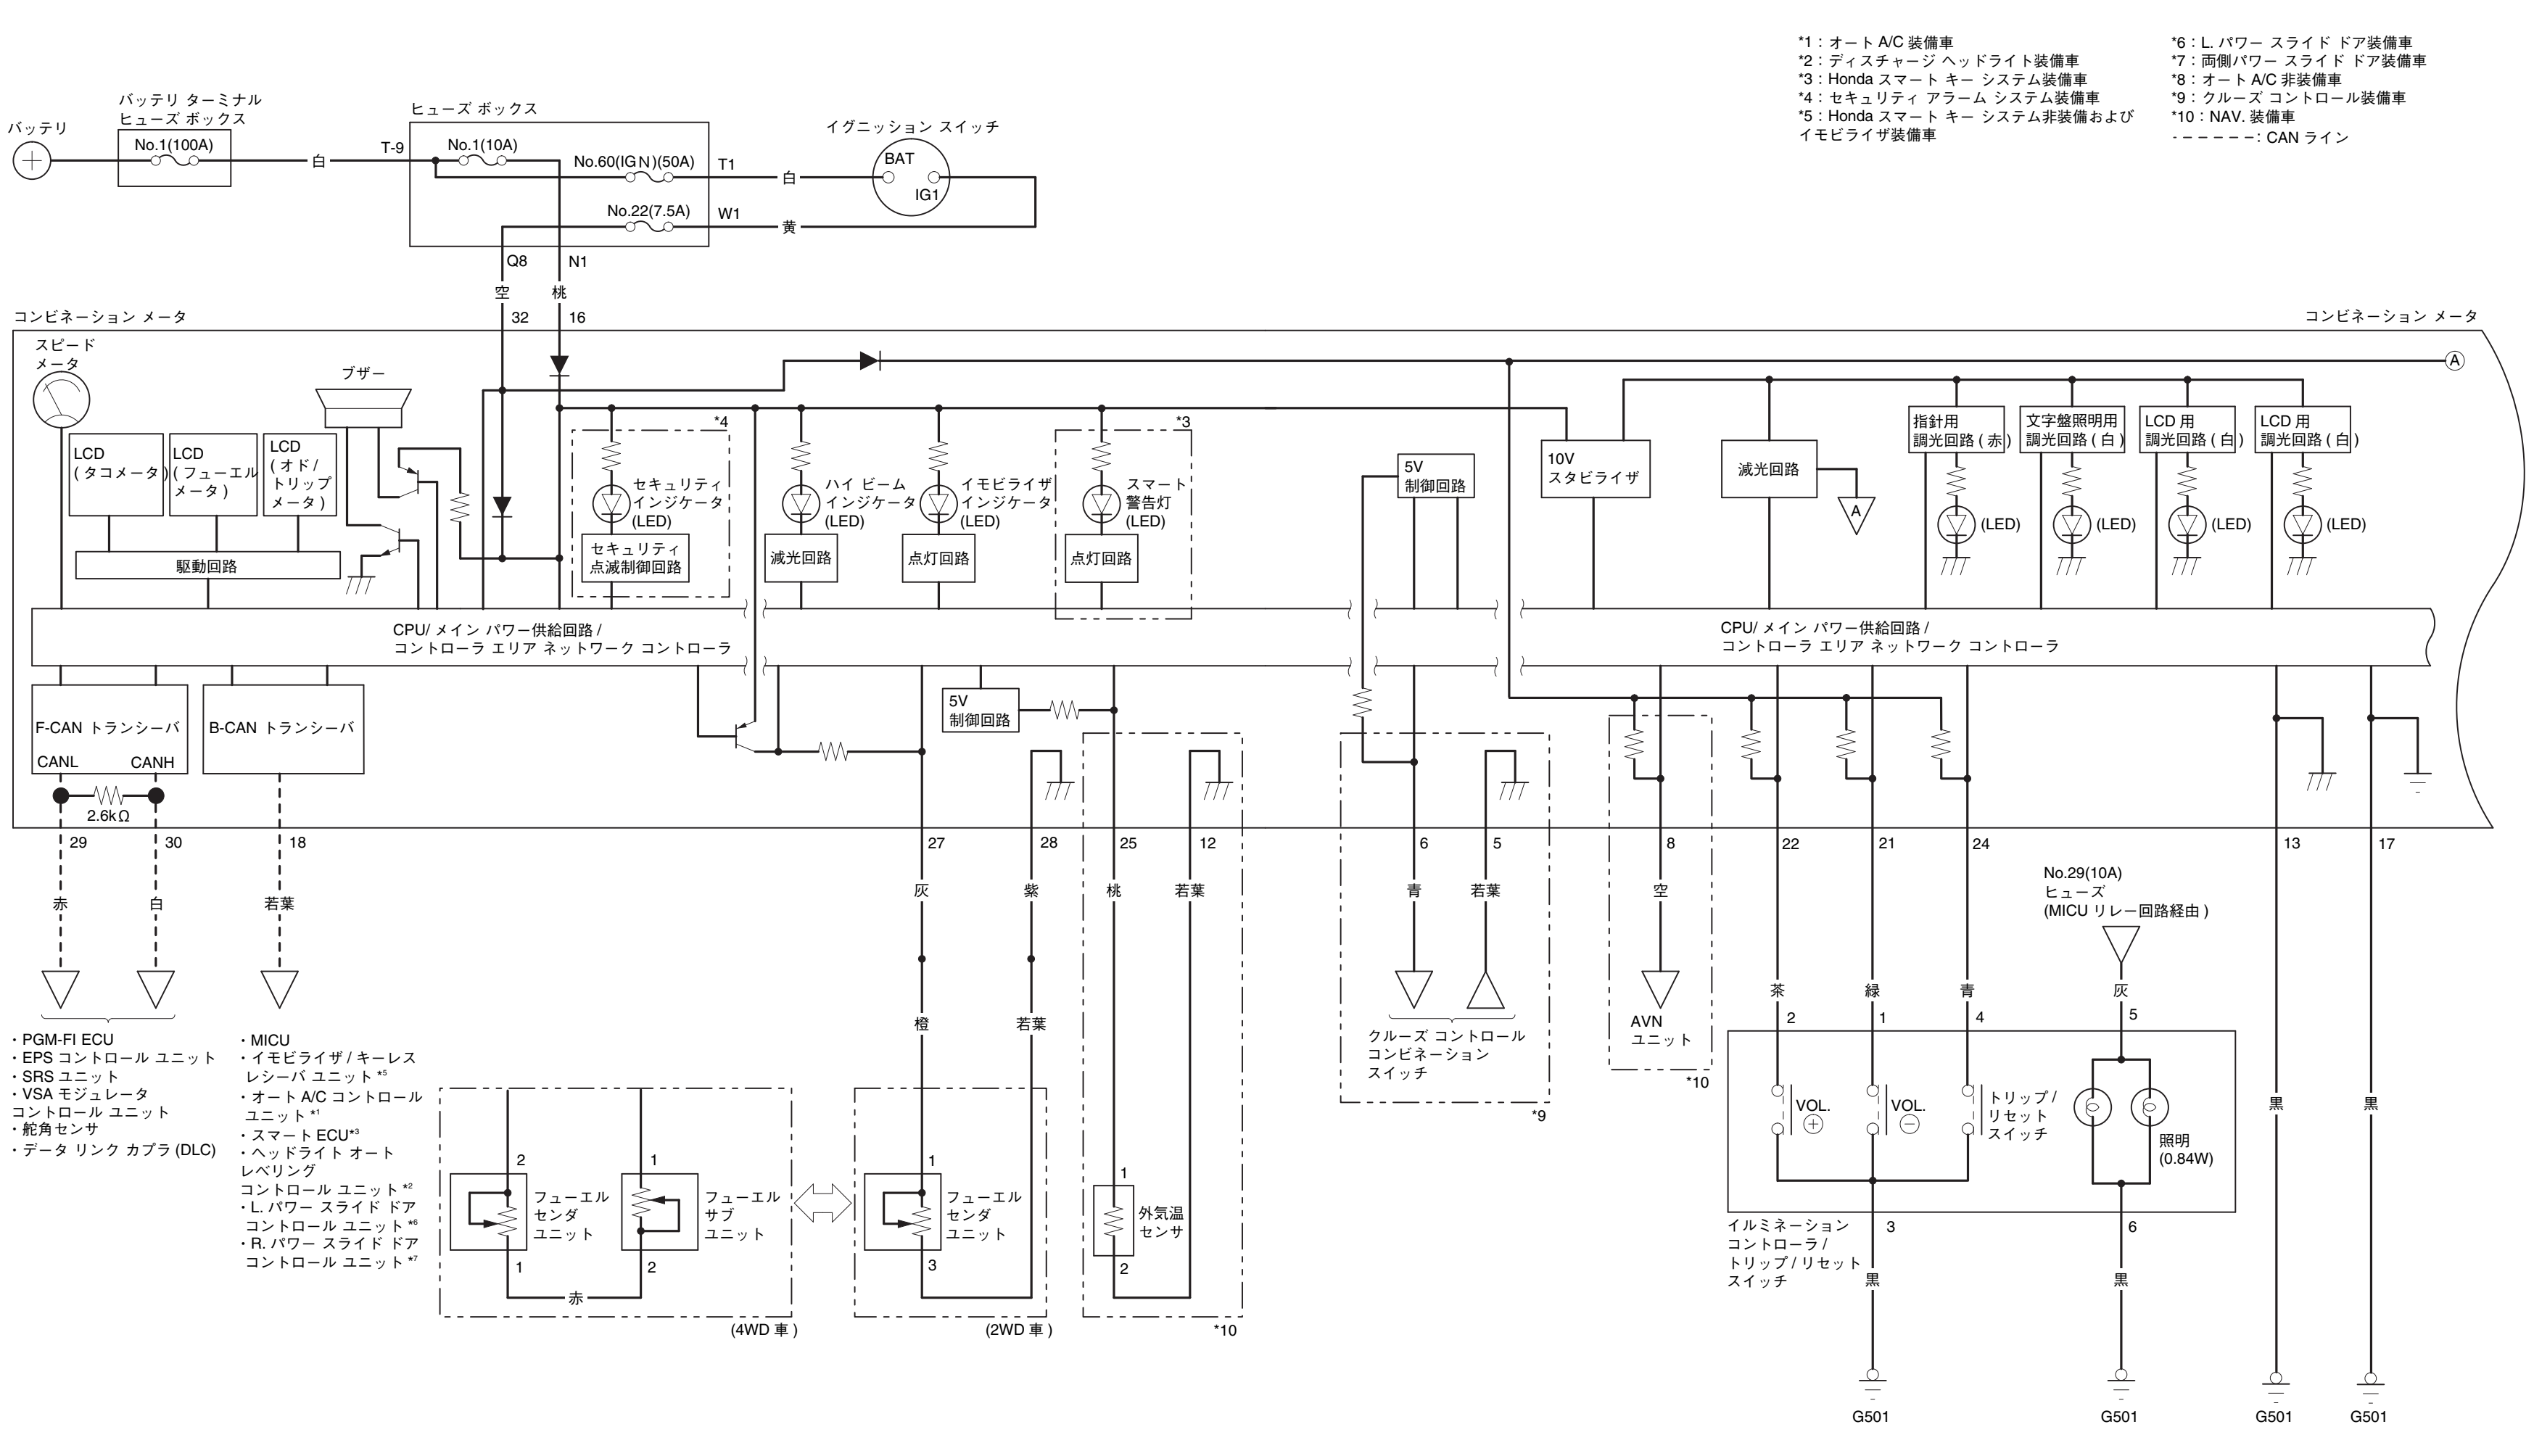 *1：オート A/C 装備車
*2：ディスチャージ ヘッドライト装備車
*3：Honda スマート キー システム装備車
*4：セキュリティ アラーム システム装備車
*5：Honda スマート キー システム非装備および
イモビライザ装備車
*6：L. パワー スライド ドア装備車
*7：両側パワー スライド ドア装備車
*8：オート A/C 非装備車
*9：クルーズ コントロール装備車
*10：NAV. 装備車
- - - - - -：CAN ライン
バッテリ
バッテリ ターミナル
ヒューズ ボックス
No.1(100A)
白
T-9
ヒューズ ボックス
No.1(10A)
No.60(IGN)(50A)
No.22(7.5A)
T1
白
W1
黄
イグニッション スイッチ
BAT
IG1
Q8
N1
空
桃
32
16
コンビネーション メータ
コンビネーション メータ
スピード
メータ
ブザー
LCD
(タコメータ)
LCD
(フューエル
メータ)
LCD
(オド/
トリップ
メータ)
駆動回路
*4
セキュリティ
インジケータ
(LED)
セキュリティ
点滅制御回路
ハイ ビーム
インジケータ
(LED)
減光回路
イモビライザ
インジケータ
(LED)
点灯回路
*3
スマート
警告灯
(LED)
点灯回路
5V
制御回路
10V
スタビライザ
減光回路
A
A
指針用
調光回路(赤)
(LED)
文字盤照明用
調光回路(白)
(LED)
LCD 用
調光回路(白)
(LED)
LCD 用
調光回路(白)
(LED)
CPU/ メイン パワー供給回路 /
コントローラ エリア ネットワーク コントローラ
CPU/ メイン パワー供給回路 /
コントローラ エリア ネットワーク コントローラ
F-CAN トランシーバ
CANL
CANH
B-CAN トランシーバ
2.6kΩ
5V
制御回路
29
30
18
27
28
25
12
6
5
8
22
21
24
13
17
赤
白
若葉
灰
紫
桃
若葉
青
若葉
空
橙
若葉
茶
緑
青
灰
黒
黒
・PGM-FI ECU
・EPS コントロール ユニット
・SRS ユニット
・VSA モジュレータ
コントロール ユニット
・舵角センサ
・データ リンク カプラ (DLC)
・MICU
・イモビライザ / キーレス
レシーバ ユニット *5
・オート A/C コントロール
ユニット *1
・スマート ECU*3
・ヘッドライト オート
レベリング
コントロール ユニット *2
・L. パワー スライド ドア
コントロール ユニット *6
・R. パワー スライド ドア
コントロール ユニット *7
2
フューエル
センダ
ユニット
1
1
フューエル
サブ
ユニット
2
赤
(4WD 車)
1
フューエル
センダ
ユニット
3
(2WD 車)
1
外気温
センサ
2
*10
クルーズ コントロール
コンビネーション
スイッチ
*9
AVN
ユニット
*10
No.29(10A)
ヒューズ
(MICU リレー回路経由)
2
1
4
5
VOL.
+
VOL.
−
トリップ /
リセット
スイッチ
照明
(0.84W)
イルミネーション
コントローラ /
トリップ / リセット
スイッチ
3
6
黒
黒
G501
G501
G501
G501